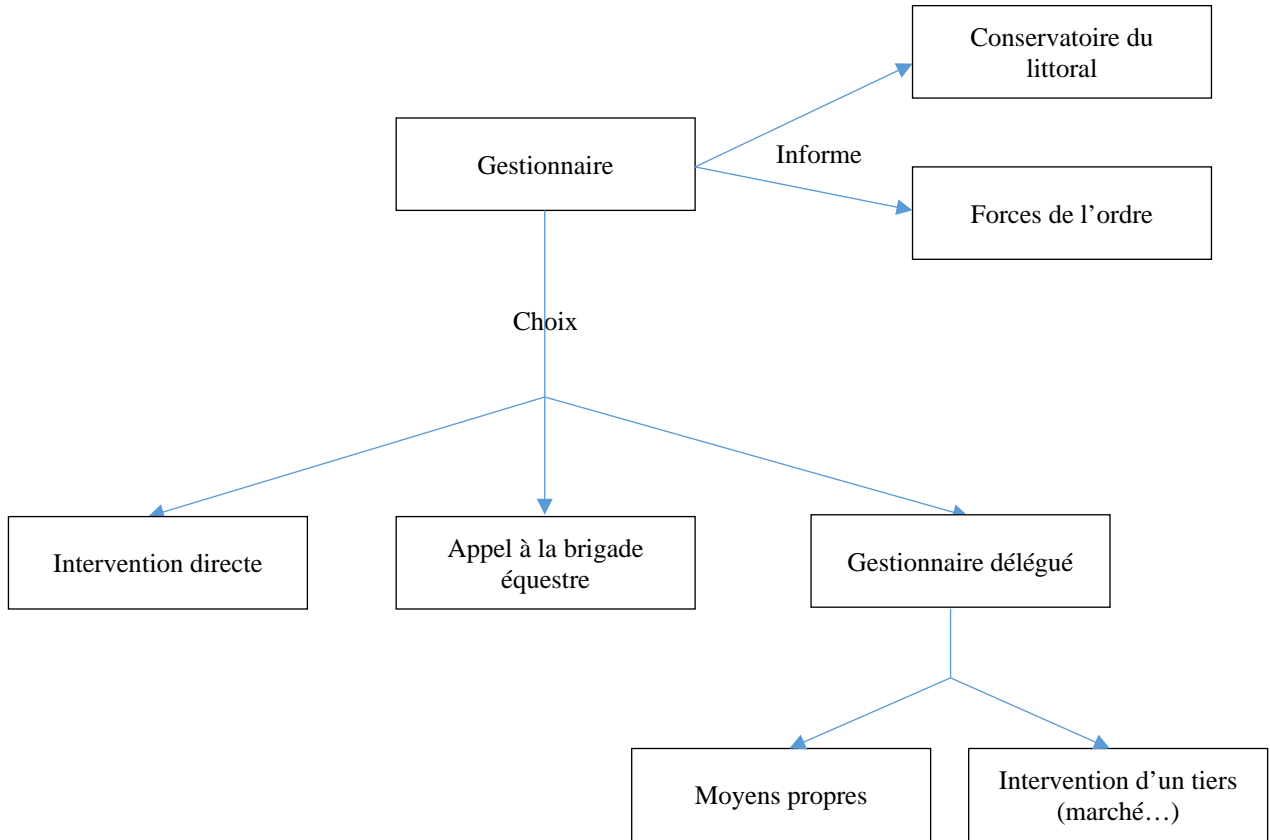 Conservatoire du
littoral
Gestionnaire
Informe
Forces de l’ordre
Choix
Intervention directe
Appel à la brigade
équestre
Gestionnaire délégué
Moyens propres
Intervention d’un tiers
(marché…)